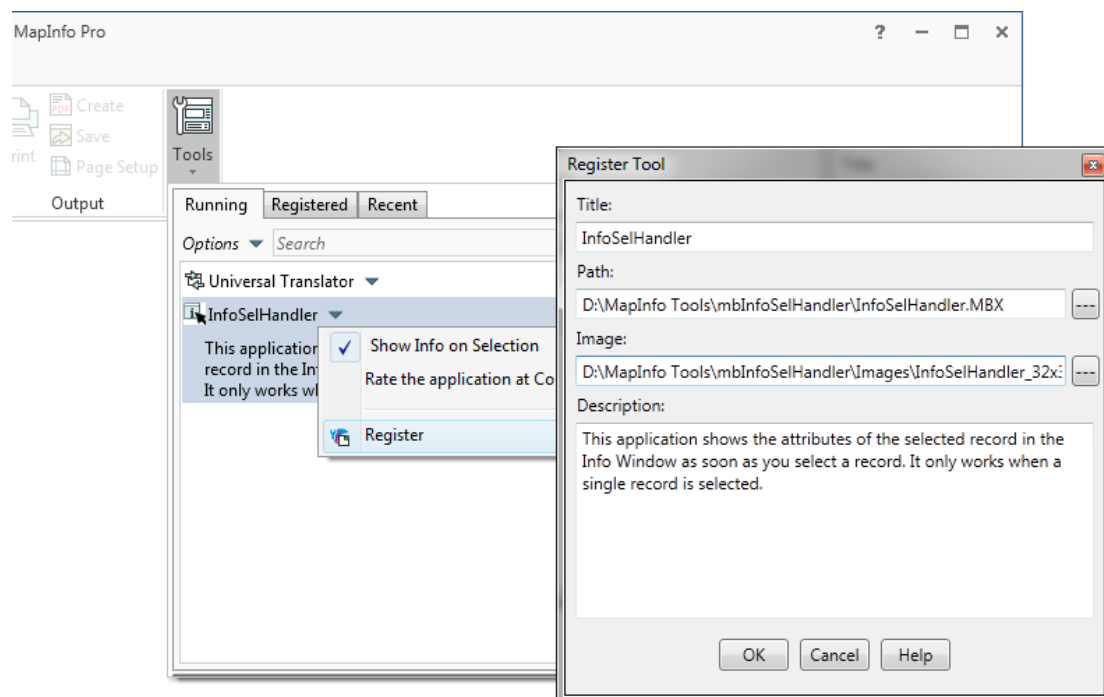 MapInfo Pro
?
Create
Save
Page Setup
Output
Tools
Running Registered Recent
Options Search
Universal Translator
InfoSelHandler
This application
record in the
It only works
Show Info on Selection
Rate the application at
Register
Register Tool
Title:
InfoSelHandler
Path:
D:\MapInfo Tools\mbInfoSelHandler\InfoSelHandler.MBX
---
Image:
D:\MapInfo Tools\mbInfoSelHandler\Images\InfoSelHandler_32x3
---
Description:
This application shows the attributes of the selected record in the
Info Window as soon as you select a record. It only works when a
single record is selected.
OK Cancel Help